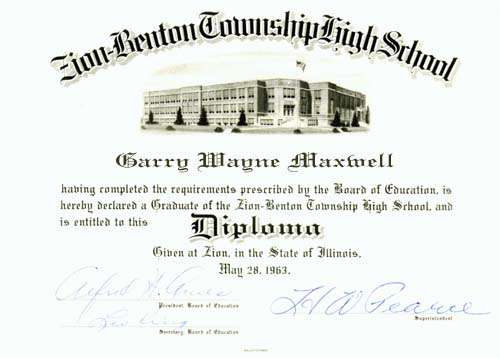 Zion-Benton Township High School
Garry Wayne Maxwell
having completed the requirements prescribed by the Board of Education, is
hereby declared a Graduate of the Zion-Benton Township High School, and
is entitled to this Diploma
Given at Zion, in the State of Illinois,
May 28, 1963.
Alfred H.
President, Board of Education
H W Pearce
Superintendent
Secretary, Board of Education